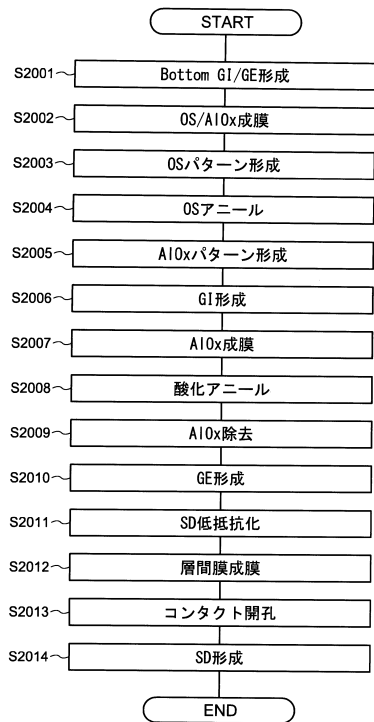 START
S2001 Bottom GI/GE形成
S2002 OS/AlOx成膜
S2003 OSパターン形成
S2004 OSアニール
S2005 AlOxパターン形成
S2006 GI形成
S2007 AlOx成膜
S2008 酸化アニール
S2009 AlOx除去
S2010 GE形成
S2011 SD低抵抗化
S2012 層間膜成膜
S2013 コンタクト開孔
S2014 SD形成
END